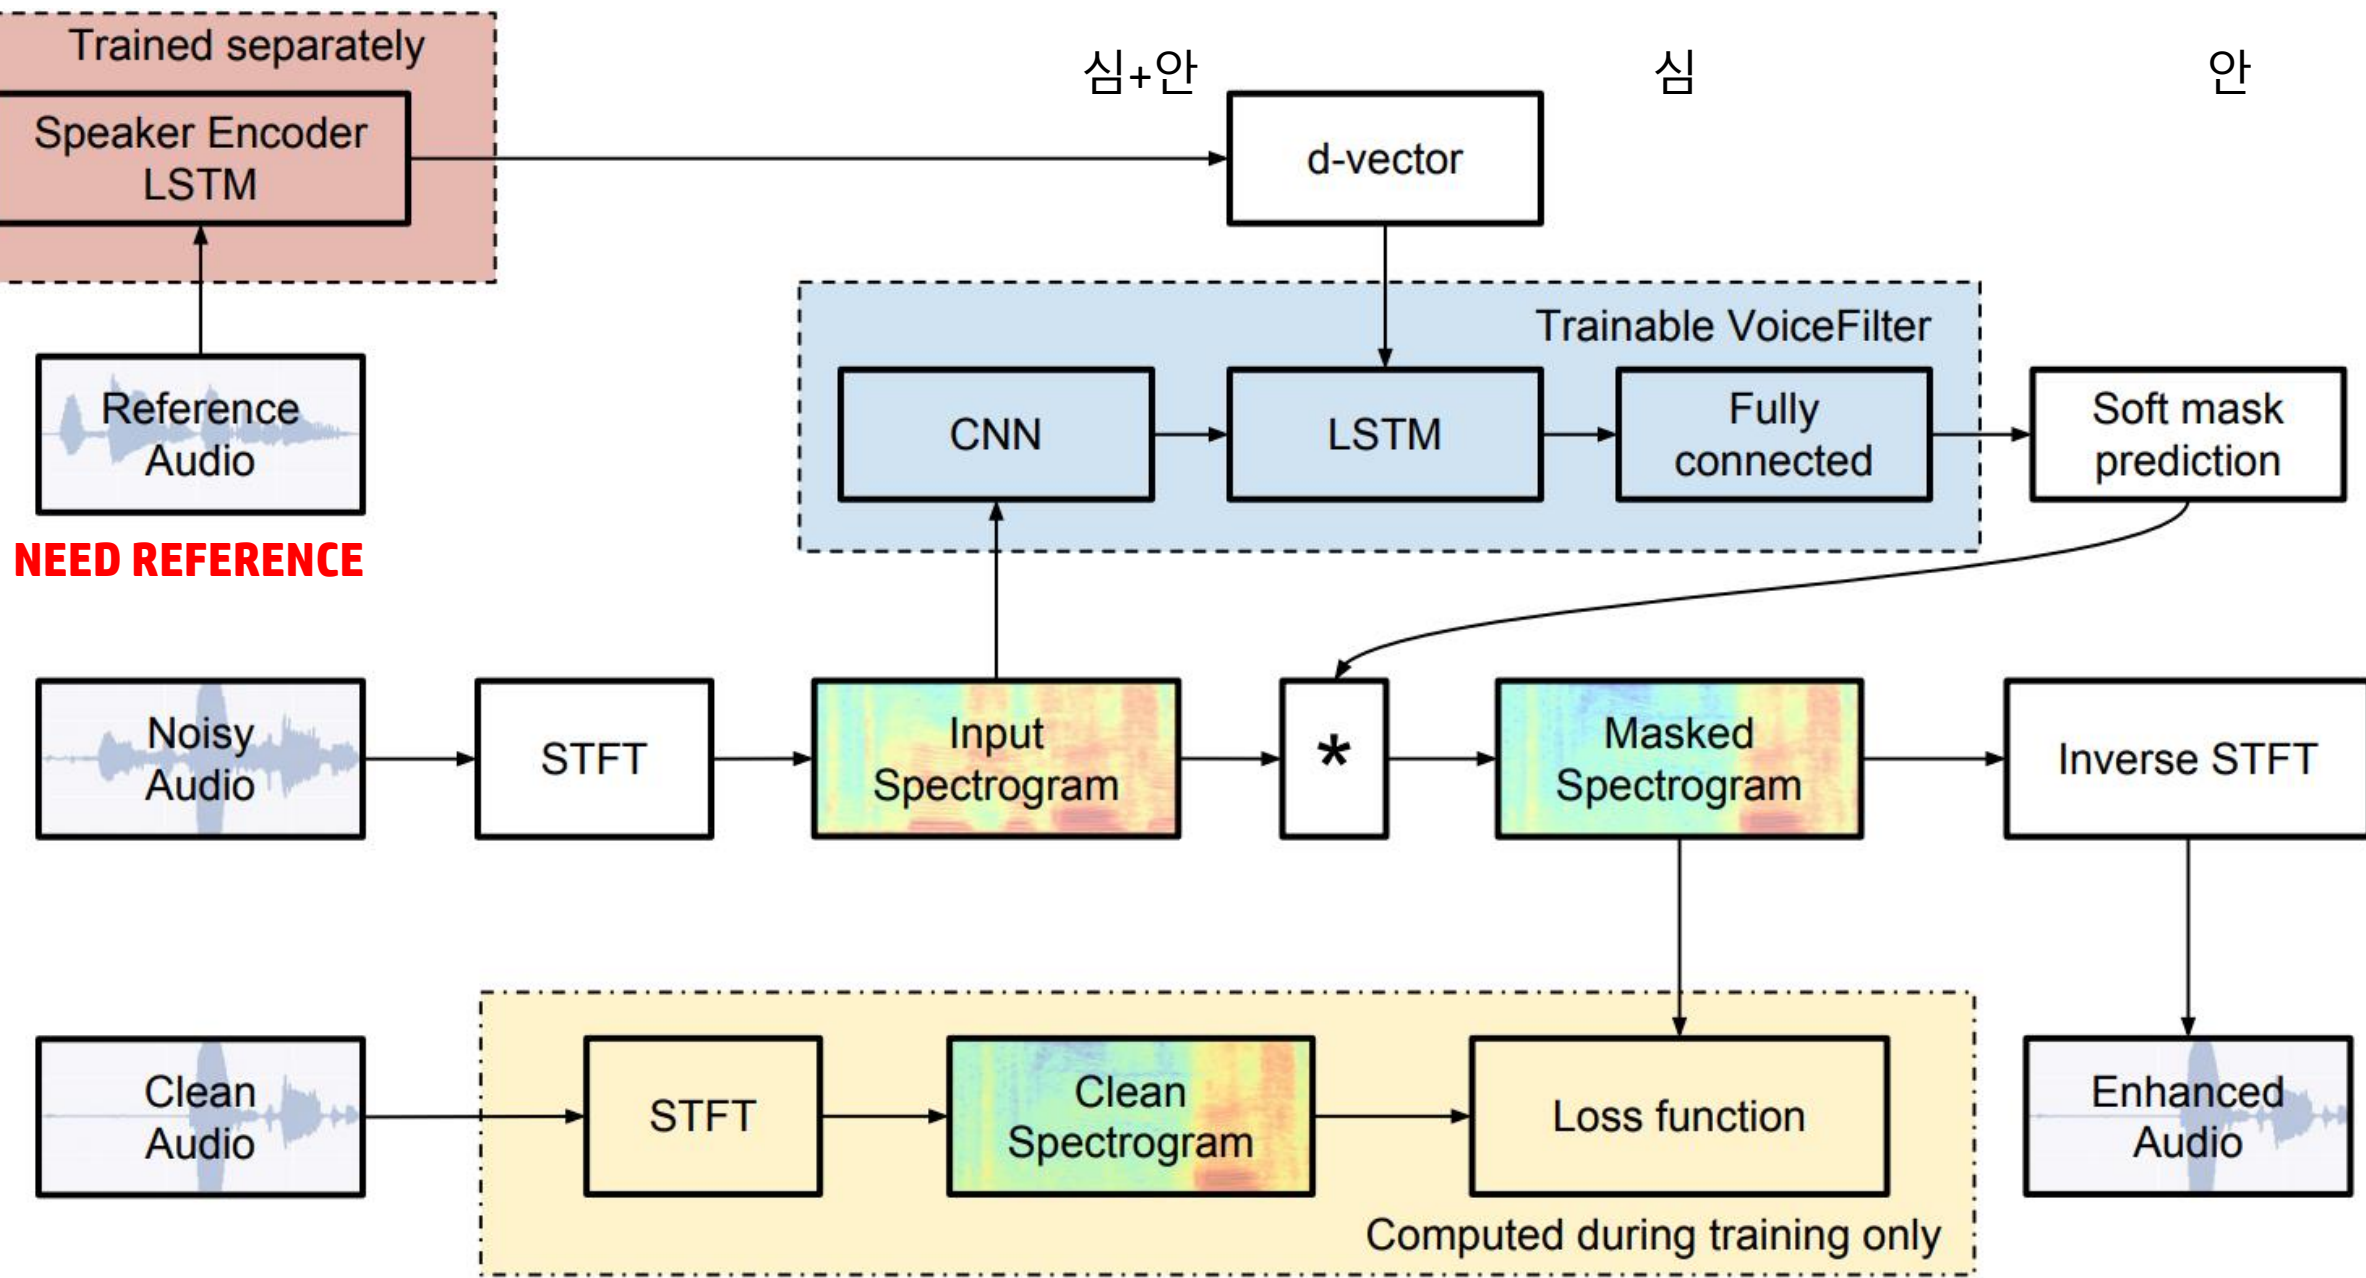 Trained separately
심+안
심
안
Speaker Encoder
LSTM
d-vector
Trainable VoiceFilter
Reference
Audio
CNN
LSTM
Fully
connected
Soft mask
prediction
NEED REFERENCE
Noisy
Audio
STFT
Input
Spectrogram
*
Masked
Spectrogram
Inverse STFT
Clean
Audio
STFT
Clean
Spectrogram
Loss function
Enhanced
Audio
Computed during training only